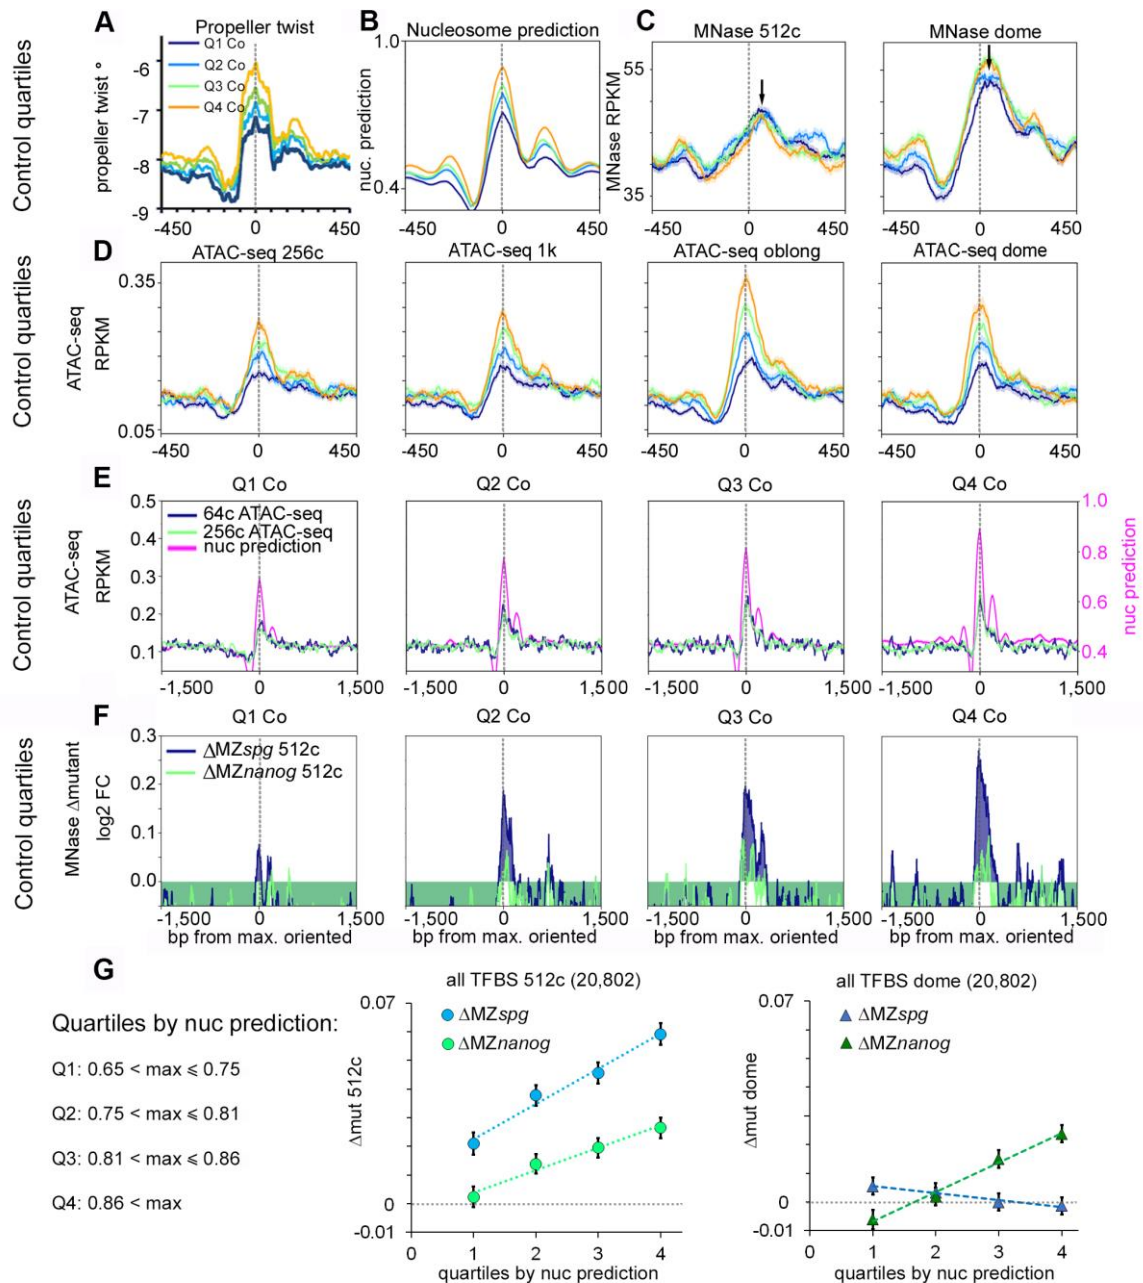 A
B
C
Control quartiles
Propeller twist
Nucleosome prediction
MNase 512c
MNase dome
Q1 Co
Q2 Co
Q3 Co
Q4 Co
propeller twist °
-6
-7
-8
-9
-450 0 450
nuc. prediction
1.0
0.4
-450 0 450
MNase RPKM
55
35
-450 0 450
-450 0 450
D
Control quartiles
ATAC-seq 256c
ATAC-seq 1k
ATAC-seq oblong
ATAC-seq dome
ATAC-seq
RPKM
0.35
0.05
-450 0 450
-450 0 450
-450 0 450
-450 0 450
E
Control quartiles
Q1 Co
Q2 Co
Q3 Co
Q4 Co
64c ATAC-seq
256c ATAC-seq
nuc prediction
ATAC-seq
RPKM
0.5
0.4
0.3
0.2
0.1
1.0
0.8
0.6
0.4
nuc prediction
-1,500 0 1,500
-1,500 0 1,500
-1,500 0 1,500
-1,500 0 1,500
F
Control quartiles
Q1 Co
Q2 Co
Q3 Co
Q4 Co
ΔMZspg 512c
ΔMZnanog 512c
MNase Δmutant
log2 FC
0.3
0.2
0.1
0.0
-1,500 0 1,500
-1,500 0 1,500
-1,500 0 1,500
-1,500 0 1,500
bp from max. oriented
bp from max. oriented
bp from max. oriented
bp from max. oriented
G
Quartiles by nuc prediction:
Q1: 0.65 < max ⩽ 0.75
Q2: 0.75 < max ⩽ 0.81
Q3: 0.81 < max ⩽ 0.86
Q4: 0.86 < max
all TFBS 512c (20,802)
ΔMZspg
ΔMZnanog
Δmut 512c
0.07
0
-0.01
0 1 2 3 4
quartiles by nuc prediction
all TFBS dome (20,802)
ΔMZspg
ΔMZnanog
Δmut dome
0.07
0
-0.01
0 1 2 3 4
quartiles by nuc prediction